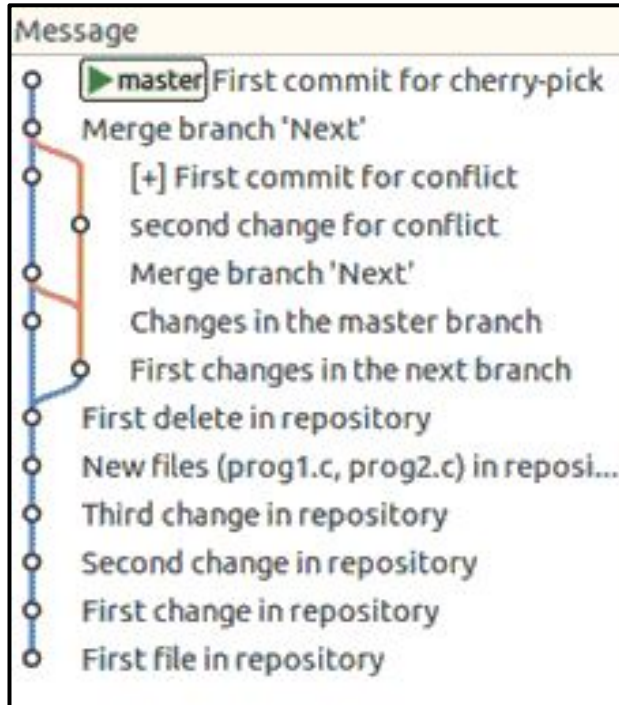 Message
master First commit for cherry-pick
Merge branch 'Next'
[+] First commit for conflict
second change for conflict
Merge branch 'Next'
Changes in the master branch
First changes in the next branch
First delete in repository
New files (prog1.c, prog2.c) in reposi...
Third change in repository
Second change in repository
First change in repository
First file in repository